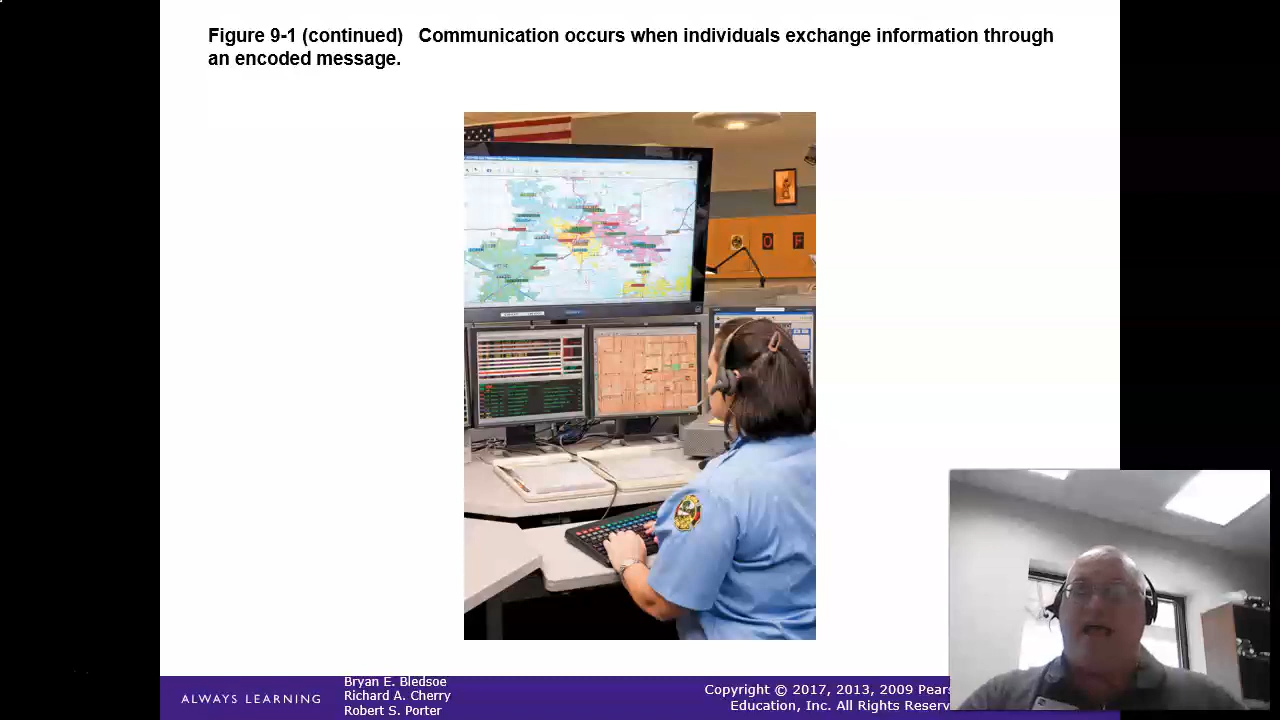 Figure 9-1 (continued) Communication occurs when individuals exchange information through
an encoded message.
O F
ALWAYS LEARNING
Bryan E. Bledsoe
Richard A. Cherry
Robert S. Porter
Copyright © 2017, 2013, 2009 Pears
Education, Inc. All Rights Reserv